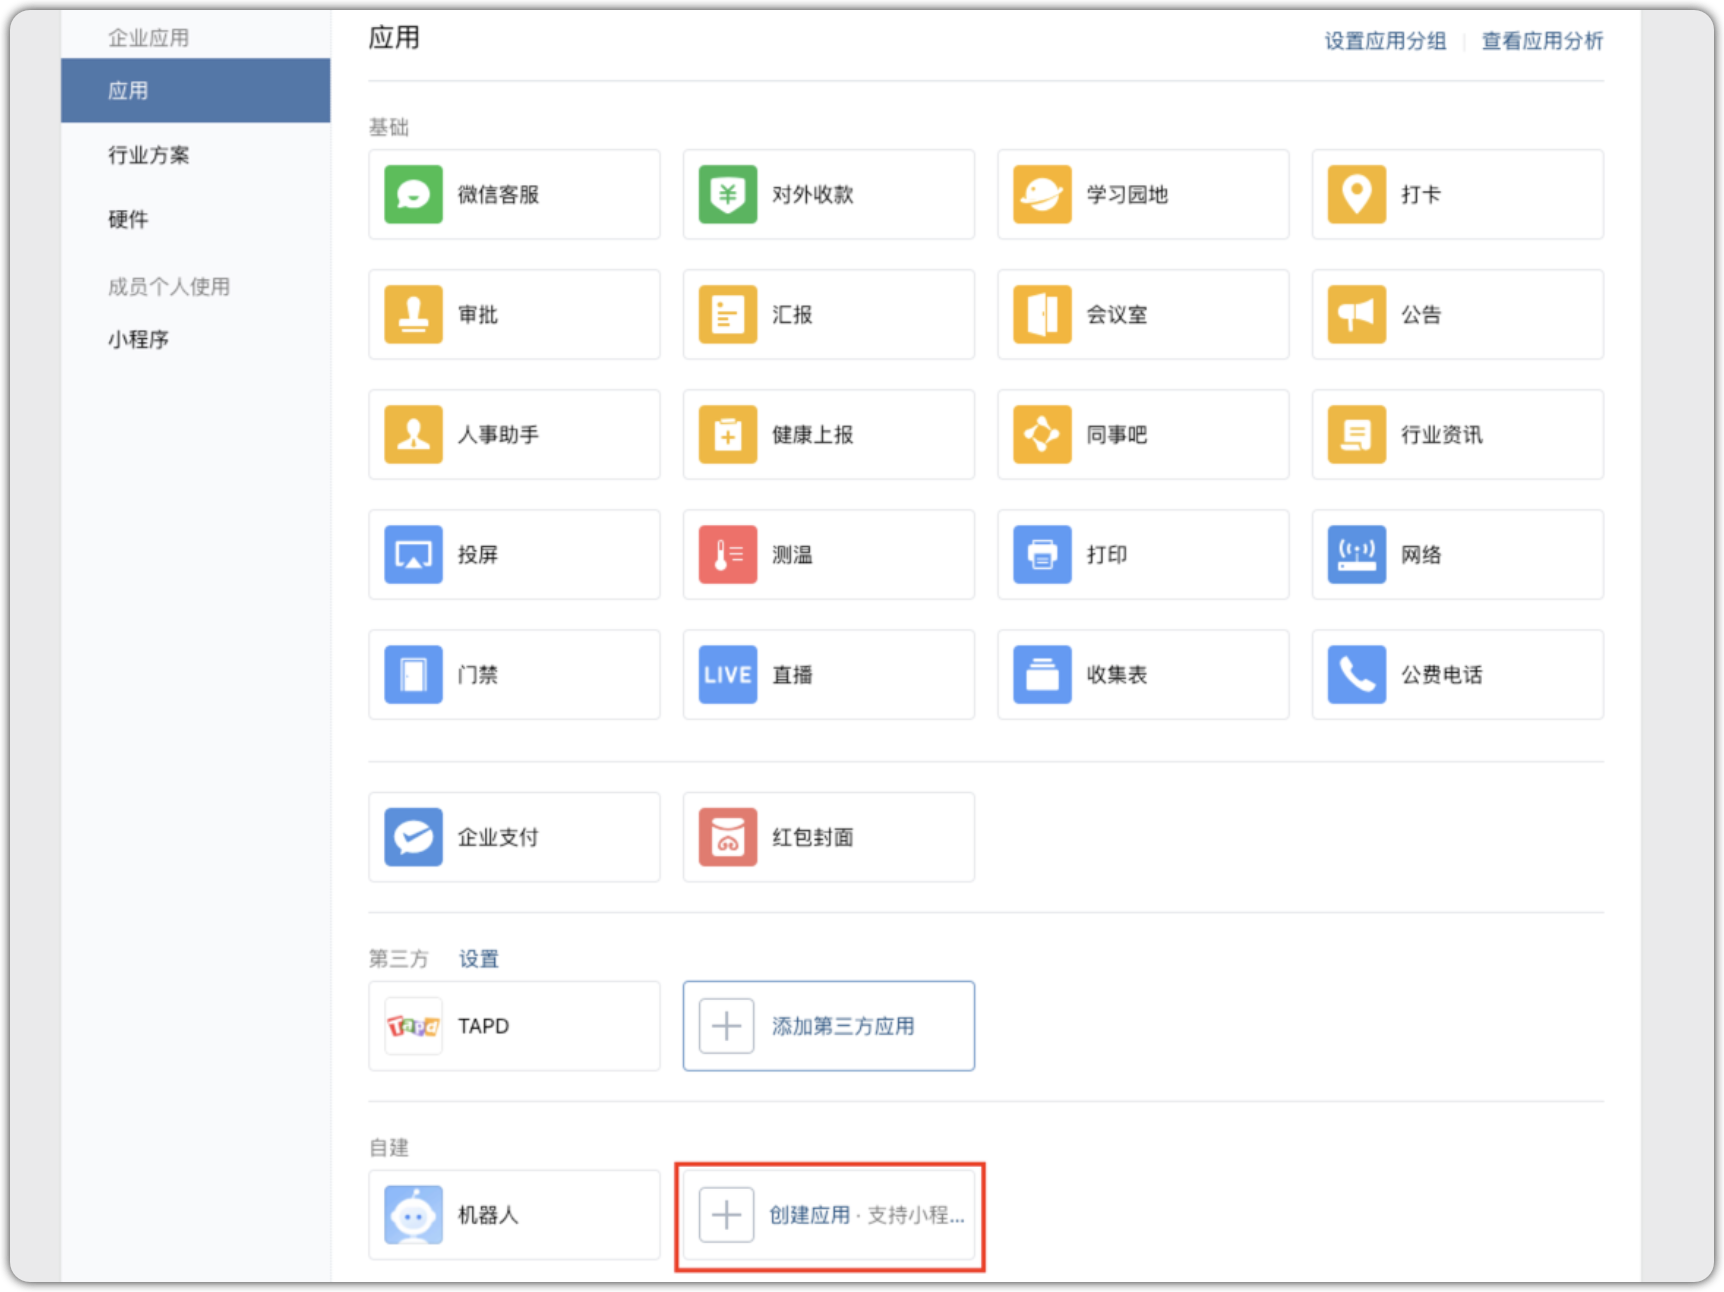 企业应用
应用
行业方案
硬件
成员个人使用
小程序
应用
设置应用分组
查看应用分析
基础
微信客服
对外收款
学习园地
打卡
审批
汇报
会议室
公告
人事助手
健康上报
同事吧
行业资讯
投屏
测温
打印
网络
门禁
LIVE
直播
收集表
公费电话
企业支付
红包封面
第三方 设置
Tapd
TAPD
添加第三方应用
自建
机器人
创建应用 · 支持小程...